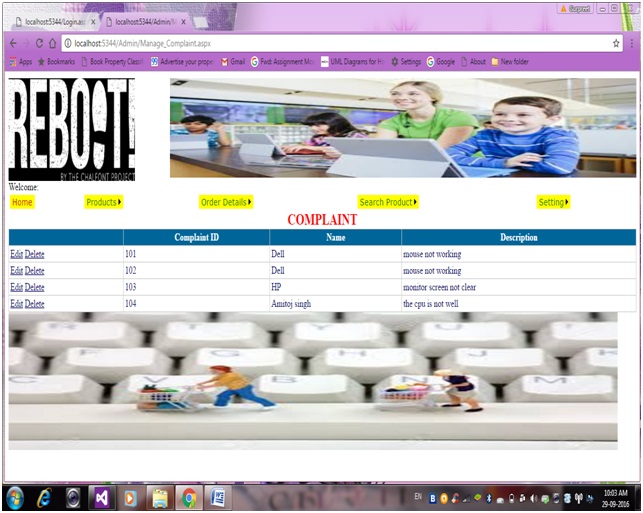 Gurpreet
localhost:5344/Login.as
localhost:5344/Admin/M
localhost:5344/Admin/Manage_Complaint.aspx
Apps Bookmarks Book Property Classif Advertise your prope Gmail Fwd: Assignment Mo UML Diagrams for H Settings Google About New folder
REBOOT!
BY THE CHALFONT PROJECT
Welcome:
Home Products Order Details Search Product Setting
COMPLAINT
Complaint ID Name Description
Edit Delete 101 Dell mouse not working
Edit Delete 102 Dell mouse not working
Edit Delete 103 HP monitor screen not clear
Edit Delete 104 Amitoj singh the cpu is not well
G H J
V B N M
EN 10:03 AM
29-09-2016